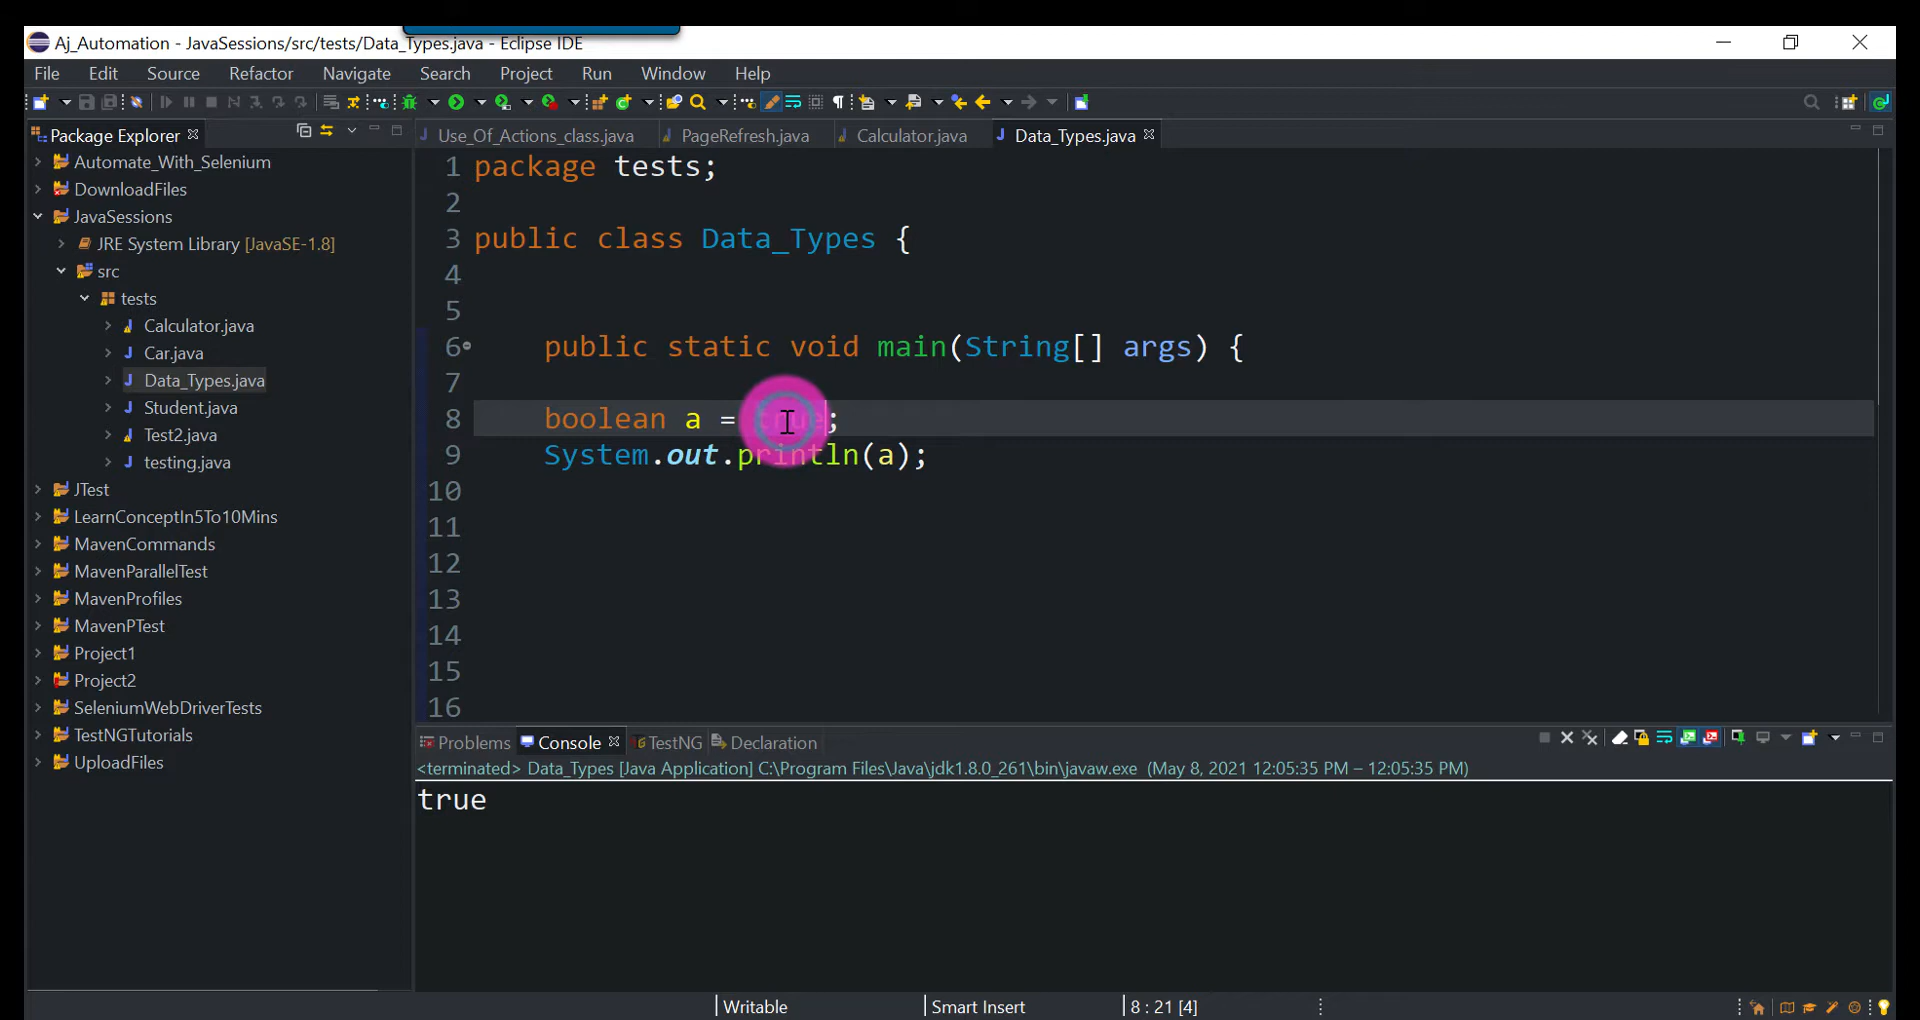 Aj_Automation - JavaSessions/src/tests/Data_Types.java - Eclipse IDE
File Edit Source Refactor Navigate Search Project Run Window Help
Package Explorer
Use_Of_Actions_class.java PageRefresh.java Calculator.java Data_Types.java
Automate_With_Selenium
DownloadFiles
JavaSessions
JRE System Library [JavaSE-1.8]
src
tests
Calculator.java
Car.java
Data_Types.java
Student.java
Test2.java
testing.java
JTest
LearnConceptIn5To10Mins
MavenCommands
MavenParallelTest
MavenProfiles
MavenPTest
Project1
Project2
SeleniumWebDriverTests
TestNGTutorials
UploadFiles
1 package tests;
2
3 public class Data_Types {
4
5
6 public static void main(String[] args) {
7
8 boolean a = true;
9 System.out.println(a);
10
11
12
13
14
15
16
Problems Console TestNG Declaration
<terminated> Data_Types [Java Application] C:\Program Files\Java\jdk1.8.0_261\bin\javaw.exe (May 8, 2021 12:05:35 PM – 12:05:35 PM)
true
Writable Smart Insert 8 : 21 [4]